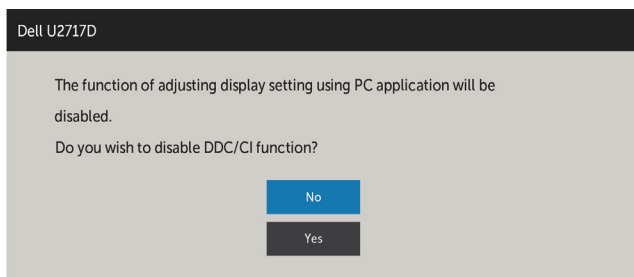 Dell U2717D
The function of adjusting display setting using PC application will be
disabled.
Do you wish to disable DDC/CI function?
No
Yes